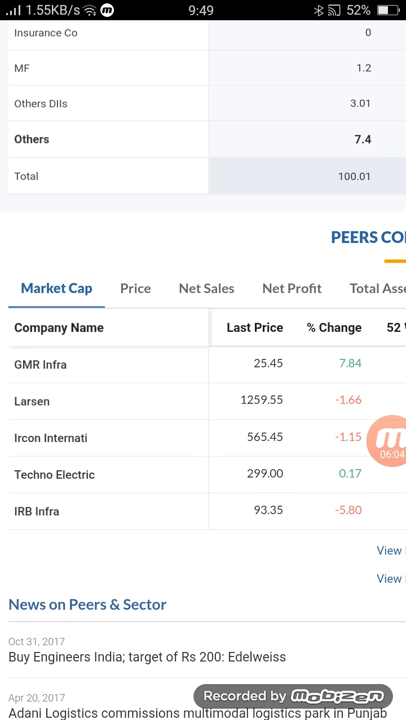 1.55KB/s 9:49 52%
Insurance Co 0
MF 1.2
Others DIIs 3.01
Others 7.4
Total 100.01
PEERS CO
Market Cap Price Net Sales Net Profit Total Asse
Company Name Last Price % Change 52
GMR Infra 25.45 7.84
Larsen 1259.55 -1.66
Ircon Internati 565.45 -1.15
06:04
Techno Electric 299.00 0.17
IRB Infra 93.35 -5.80
View
View
News on Peers & Sector
Oct 31, 2017
Buy Engineers India; target of Rs 200: Edelweiss
Apr 20, 2017
Recorded by mobizen
Adani Logistics commissions multimodal logistics park in Punjab